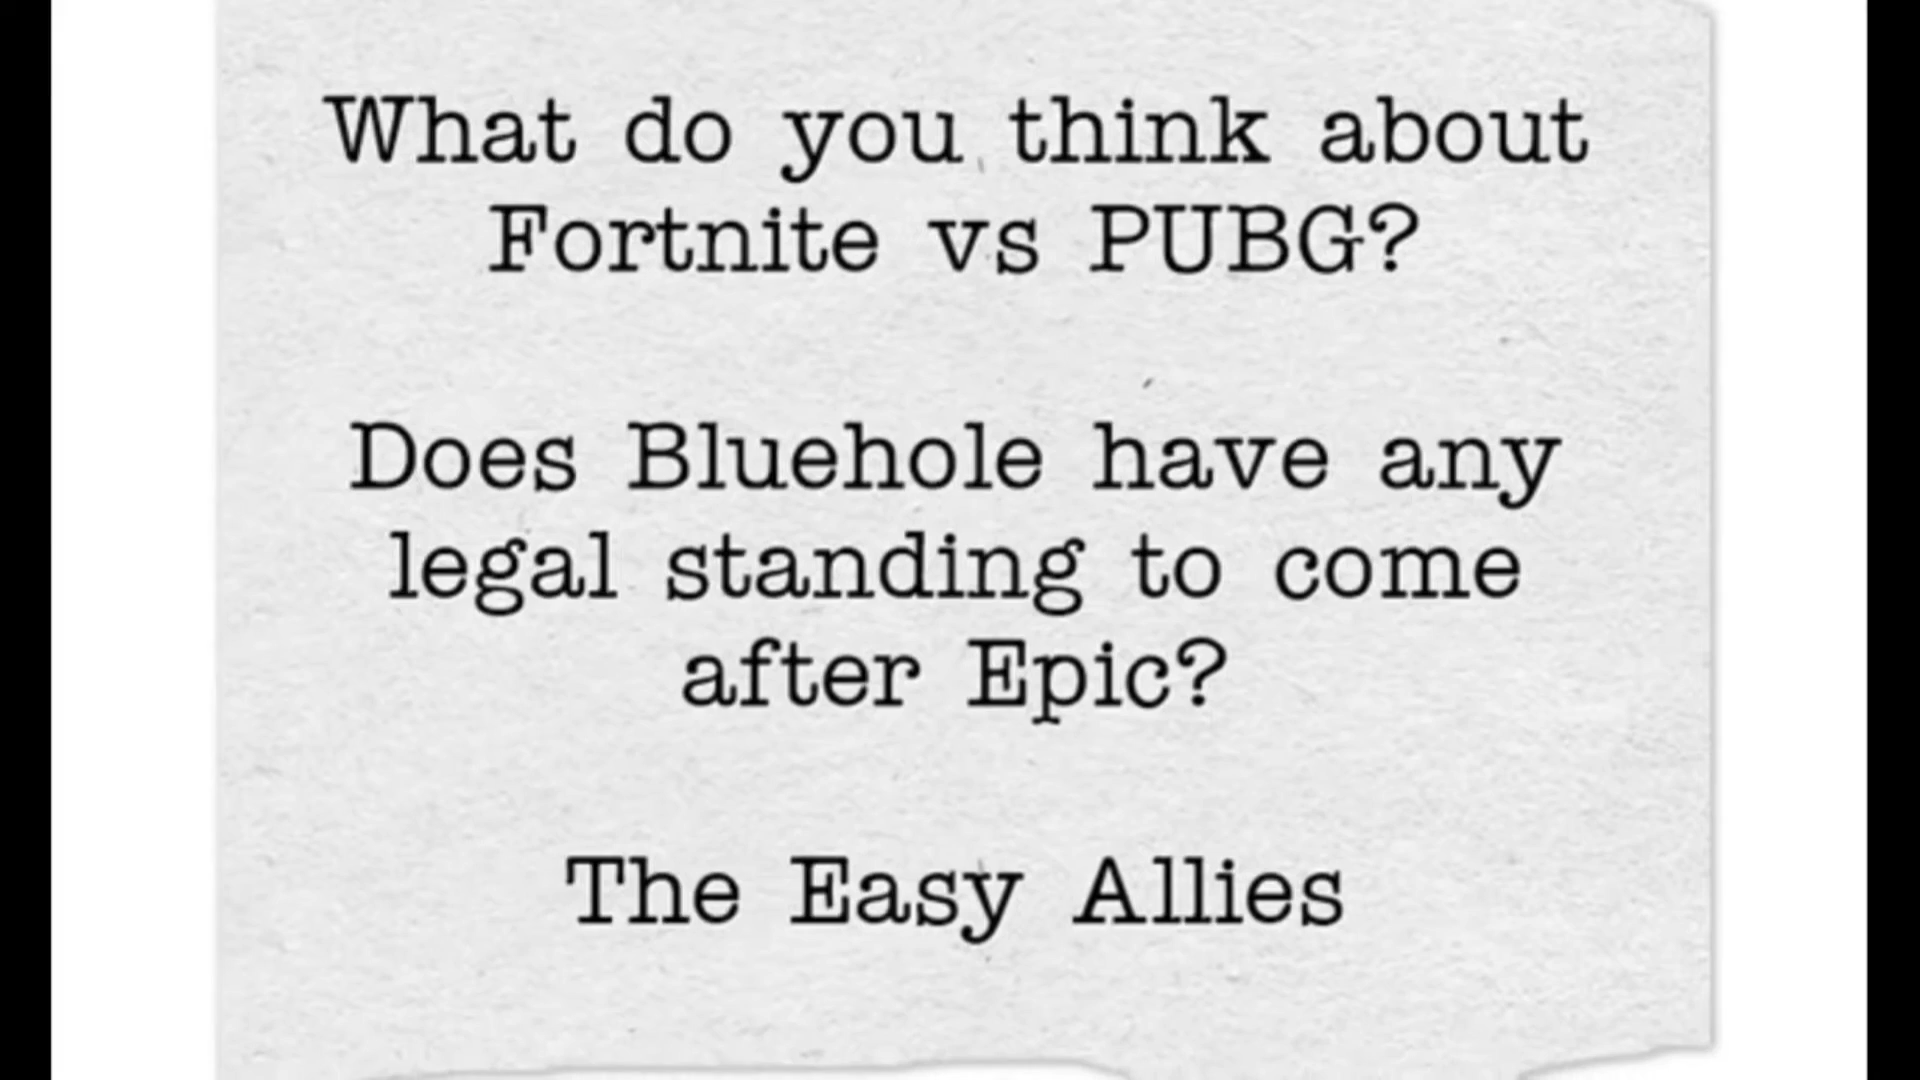 What do you think about
Fortnite vs PUBG?
Does Bluehole have any
legal standing to come
after Epic?
The Easy Allies